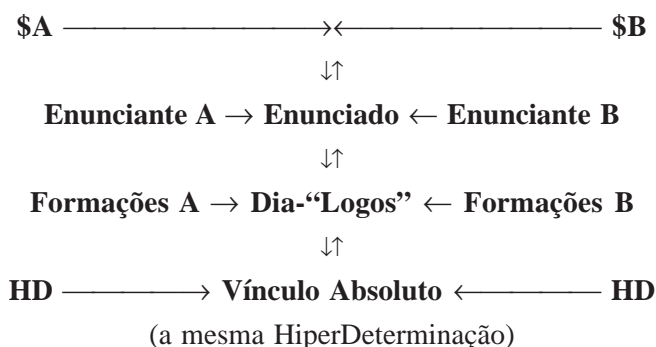 $A ————————→← ———————— $B
↓↑
Enunciante A → Enunciado ← Enunciante B
↓↑
Formações A → Dia-“Logos” ← Formações B
↓↑
HD ————→ Vínculo Absoluto ←———— HD
(a mesma HiperDeterminação)